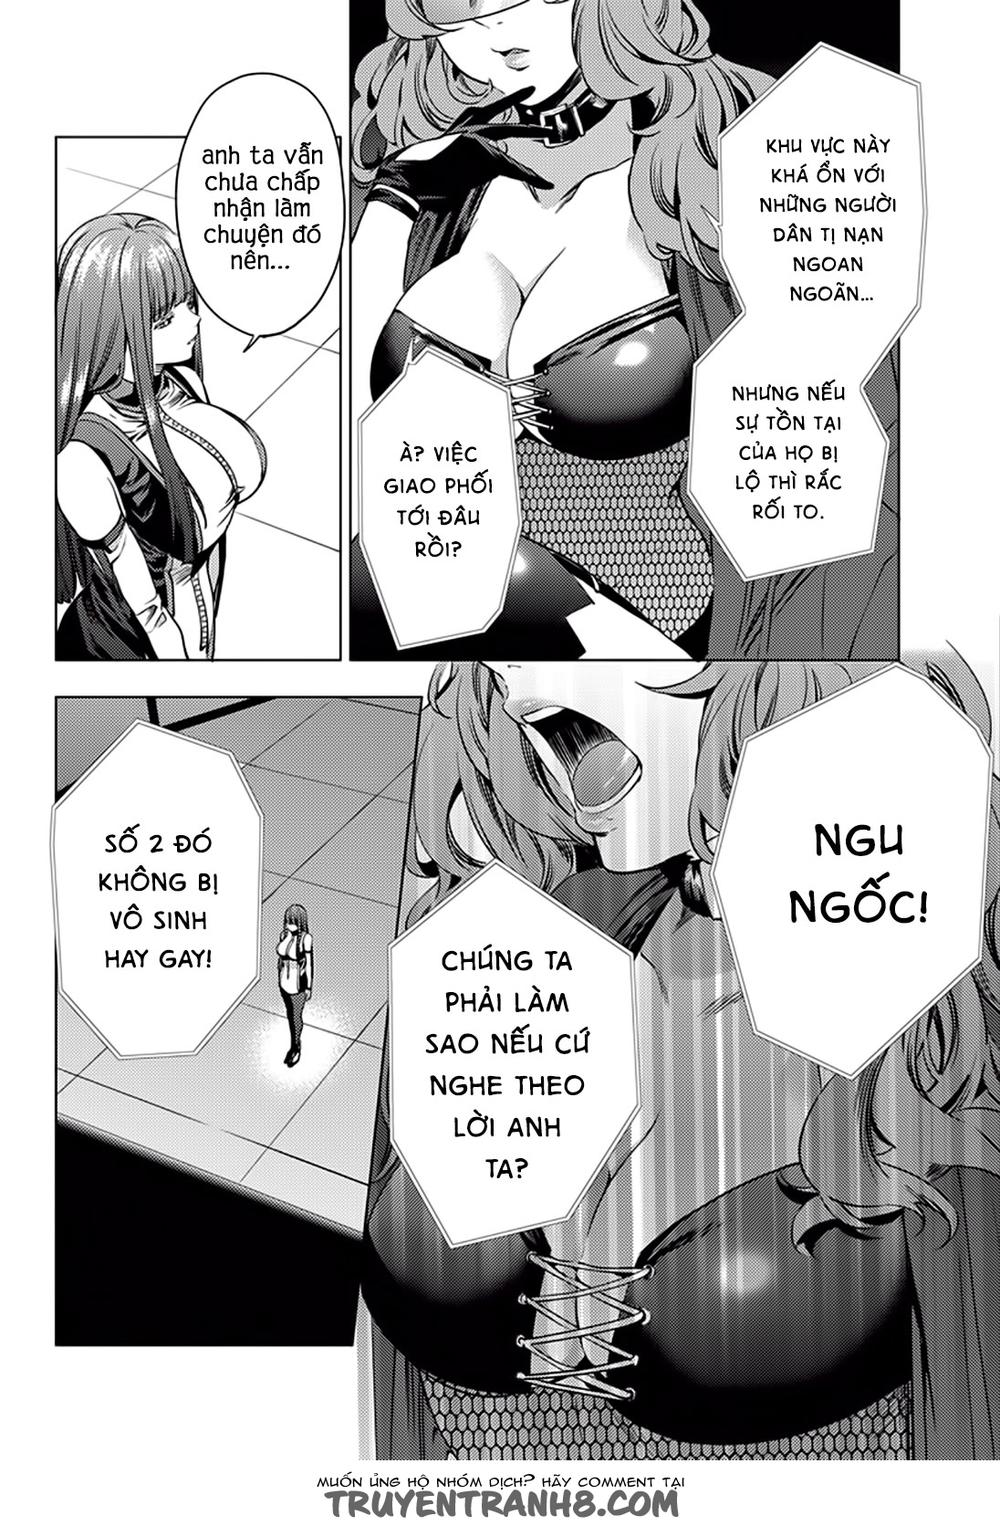 KHU VỰC NÀY
KHÁ ỔN VỚI
NHỮNG NGƯỜI
DÂN TỊ NẠN
NGOAN
NGOÃN...
NHƯNG NẾU
SỰ TỒN TẠI
CỦA HỌ BỊ
LỘ THÌ RẮC
RỐI TO.
À? VIỆC
GIAO PHỐI
TỚI ĐÂU
RỒI?
anh ta vẫn
chưa chấp
nhận làm
chuyện đó
nên...
NGU
NGỐC!
CHÚNG TA
PHẢI LÀM
SAO NẾU CỨ
NGHE THEO
LỜI ANH
TA?
SỐ 2 ĐÓ
KHÔNG BỊ
VÔ SINH
HAY GAY!
MUỐN ỦNG HỘ NHÓM DỊCH? HÃY COMMENT TẠI
TRUYENTRANH8.COM